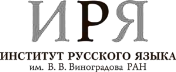 ИРЯ
ИНСТИТУТ РУССКОГО ЯЗЫКА
им. В. В. Виноградова РАН